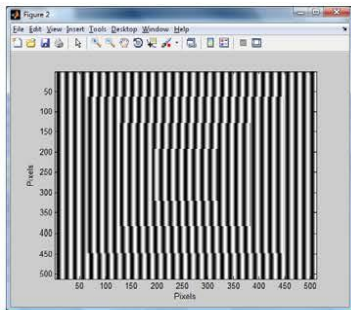 Figure 2
File Edit View Insert Tools Desktop Window Help
50
100
150
200
250
300
350
400
450
500
Pixels
50 100 150 200 250 300 350 400 450 500
Pixels